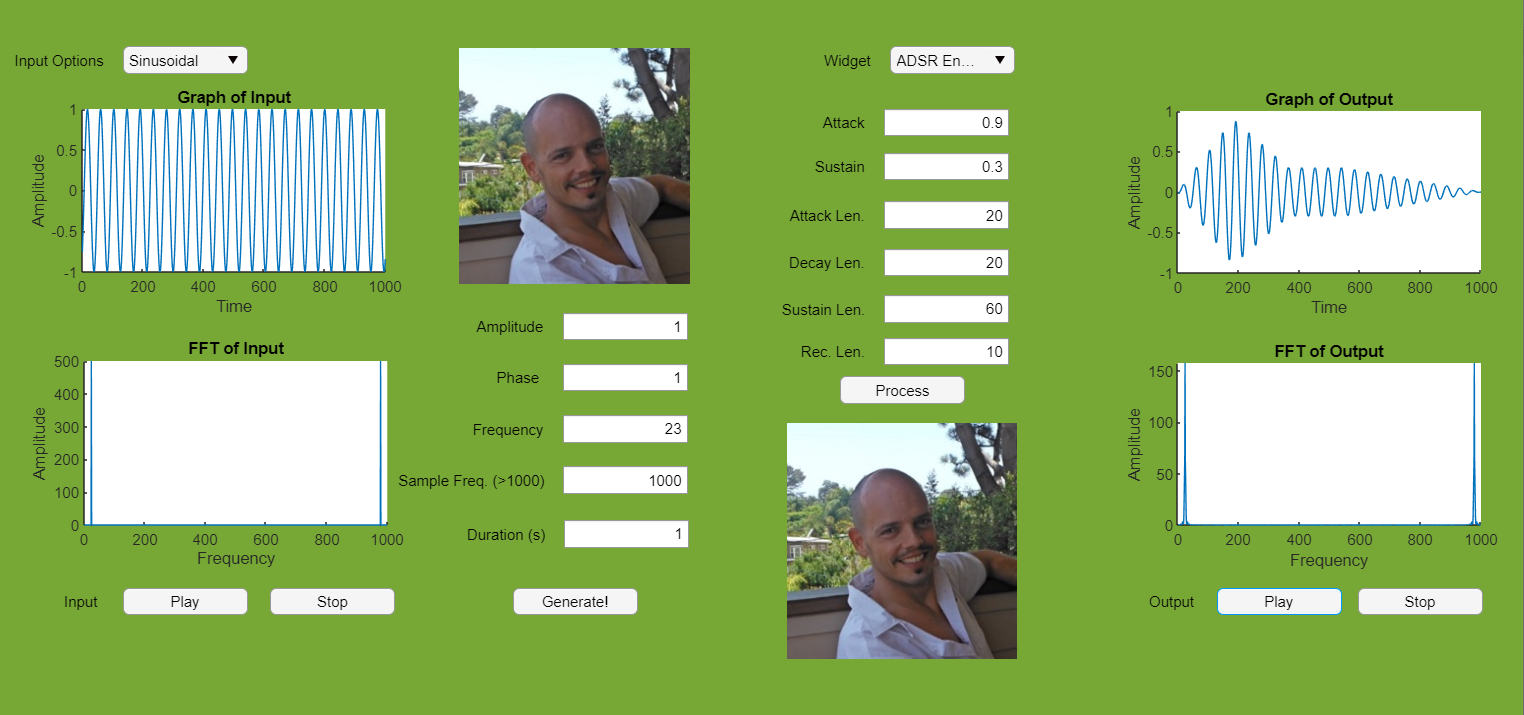 Input Options Sinusoidal
Graph of Input
1
0.5
0
-0.5
-1
Amplitude
0 200 400 600 800 1000
Time
FFT of Input
500
400
300
200
100
0
Amplitude
0 200 400 600 800 1000
Frequency
Input Play Stop
Amplitude 1
Phase 1
Frequency 23
Sample Freq. (>1000) 1000
Duration (s) 1
Generate!
Widget ADSR En...
Attack 0.9
Sustain 0.3
Attack Len. 20
Decay Len. 20
Sustain Len. 60
Rec. Len. 10
Process
Graph of Output
1
0.5
0
-0.5
-1
Amplitude
0 200 400 600 800 1000
Time
FFT of Output
150
100
50
0
Amplitude
0 200 400 600 800 1000
Frequency
Output Play Stop